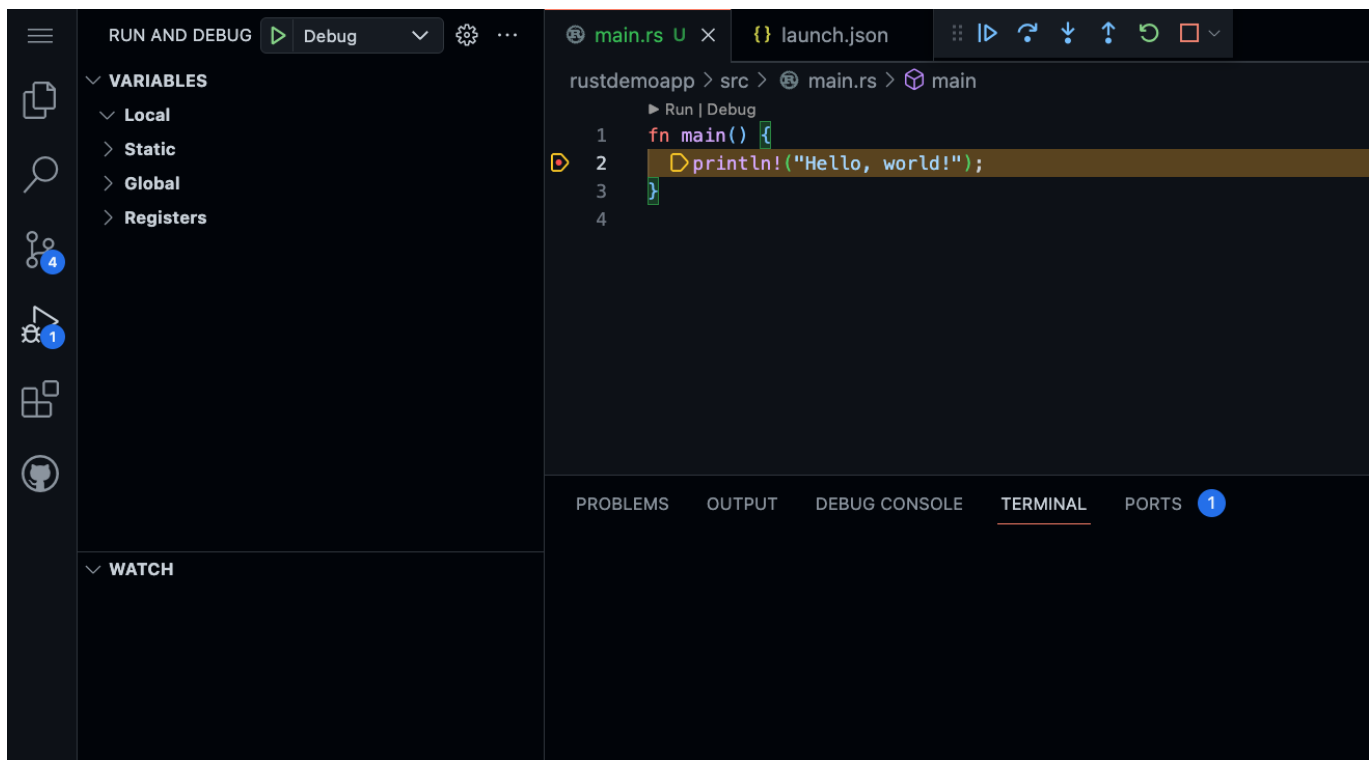 RUN AND DEBUG Debug
main.rs U
{} launch.json
VARIABLES
Local
Static
Global
Registers
4
1
WATCH
rustdemoapp > src > main.rs > main
Run | Debug
1 fn main() {
2 println!("Hello, world!");
3 }
4
PROBLEMS OUTPUT DEBUG CONSOLE TERMINAL PORTS 1